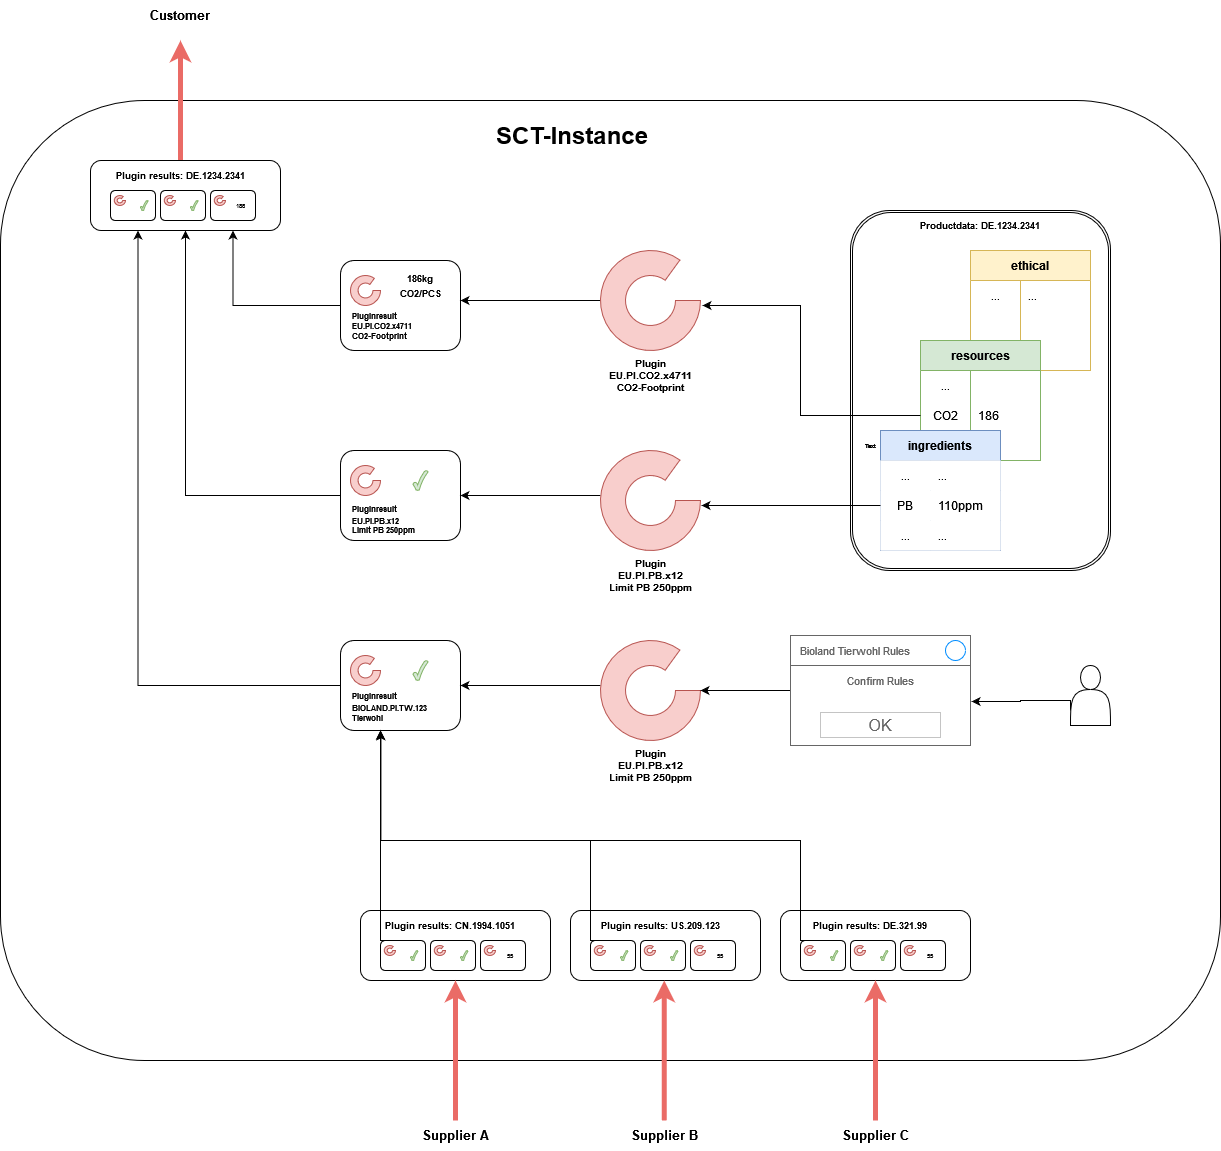 Customer
SCT-Instance
Plugin results: DE.1234.2341
186
Productdata: DE.1234.2341
ethical
... ...
resources
...
CO2 186
Text
ingredients
... ...
PB 110ppm
... ...
186kg
CO2/PCS
Pluginresult
EU.PI.CO2.x4711
CO2-Footprint
Plugin
EU.PI.CO2.x4711
CO2-Footprint
Pluginresult
EU.PI.PB.x12
Limit PB 250ppm
Plugin
EU.PI.PB.x12
Limit PB 250ppm
Pluginresult
BIOLAND.PI.TW.123
Tierwohl
Plugin
EU.PI.PB.x12
Limit PB 250ppm
Bioland Tierwohl Rules
Confirm Rules
OK
Plugin results: CN.1994.1051
55
Plugin results: US.209.123
55
Plugin results: DE.321.99
55
Supplier A
Supplier B
Supplier C